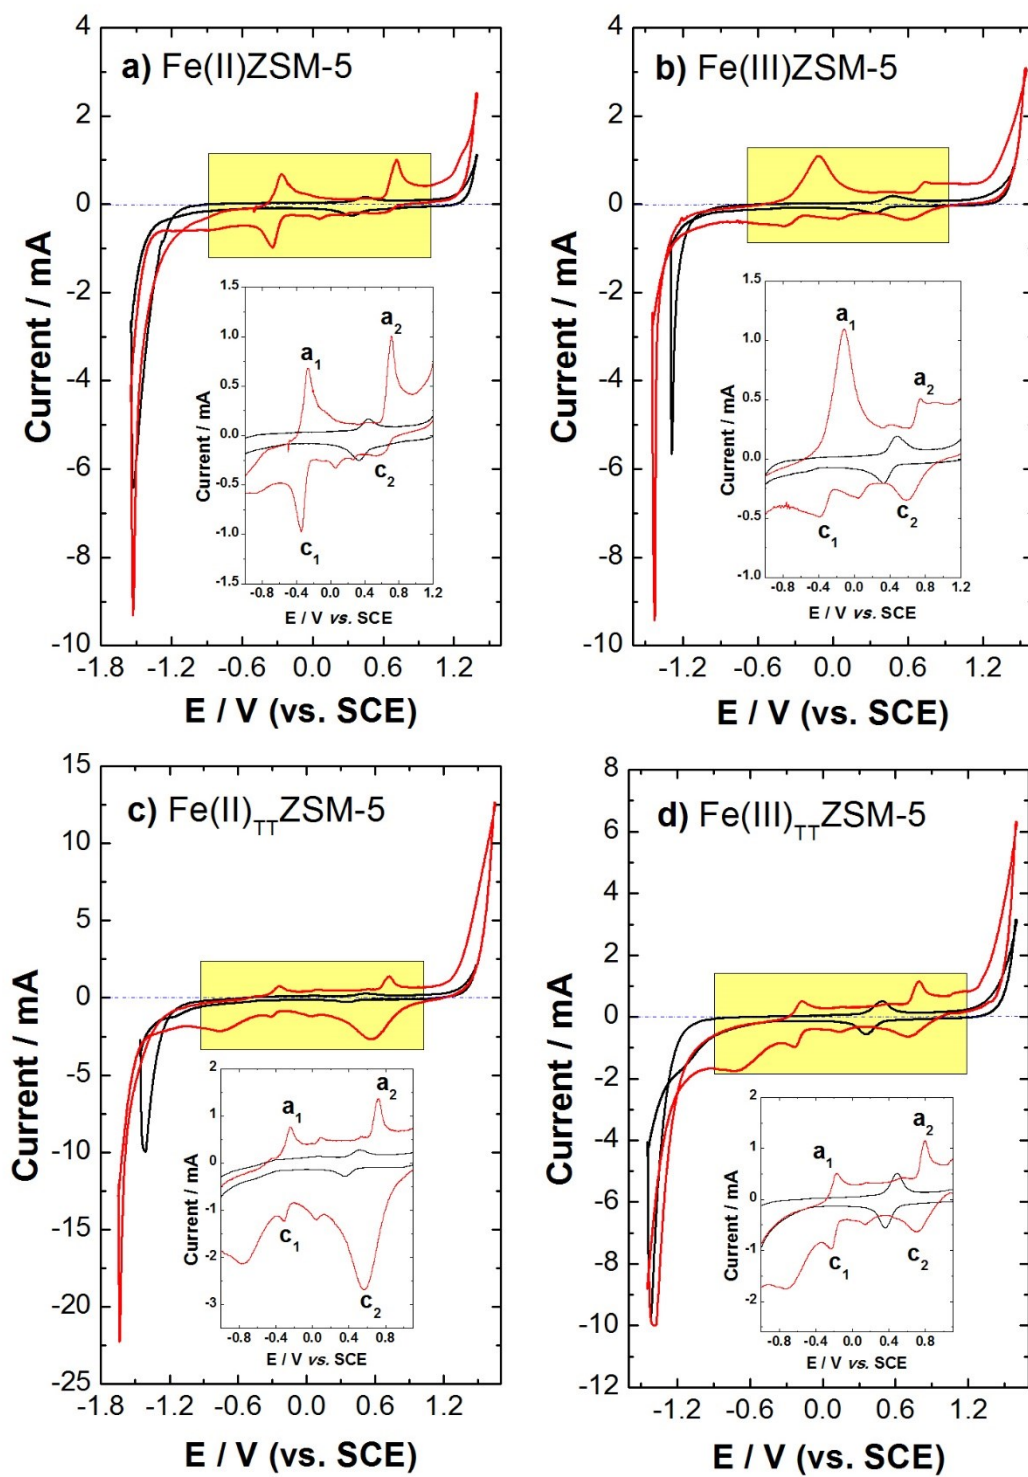 a) Fe(II)ZSM-5
4
2
0
-2
-4
-6
-8
-10
Current / mA
-1.8 -1.2 -0.6 0.0 0.6 1.2
E / V (vs. SCE)
1.5
1.0
0.5
0.0
-0.5
-1.0
-1.5
Current / mA
a1
a2
c2
c1
-0.8 -0.4 0.0 0.4 0.8 1.2
E / V vs. SCE
b) Fe(III)ZSM-5
4
2
0
-2
-4
-6
-8
-10
Current / mA
-1.2 -0.6 0.0 0.6 1.2
E / V (vs. SCE)
1.5
1.0
0.5
0.0
-0.5
-1.0
Current / mA
a1
a2
c1
c2
-0.8 -0.4 0.0 0.4 0.8 1.2
E / V vs. SCE
c) Fe(II)TTZSM-5
15
10
5
0
-5
-10
-15
-20
-25
Current / mA
-1.8 -1.2 -0.6 0.0 0.6 1.2
E / V (vs. SCE)
2
1
0
-1
-2
-3
Current / mA
a1
a2
c1
c2
-0.8 -0.4 0.0 0.4 0.8
E / V vs. SCE
d) Fe(III)TTZSM-5
8
6
4
2
0
-2
-4
-6
-8
-10
-12
Current / mA
-1.2 -0.6 0.0 0.6 1.2
E / V (vs. SCE)
2
1
0
-1
-2
Current / mA
a1
a2
c1
c2
-0.8 -0.4 0.0 0.4 0.8
E / V vs. SCE